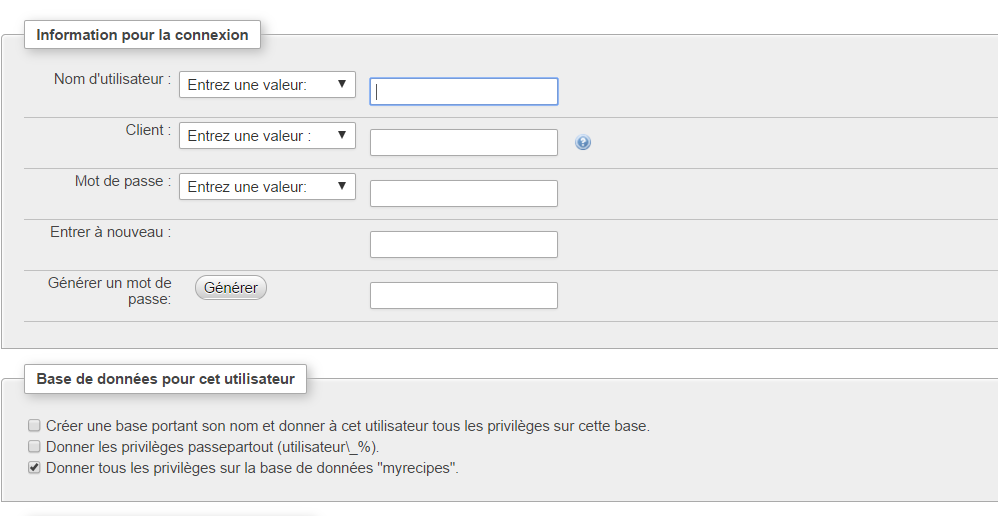 Information pour la connexion
Nom d'utilisateur : Entrez une valeur:
Client : Entrez une valeur :
Mot de passe : Entrez une valeur:
Entrer à nouveau :
Générer un mot de
passe: Générer
Base de données pour cet utilisateur
Créer une base portant son nom et donner à cet utilisateur tous les privilèges sur cette base.
Donner les privilèges passepartout (utilisateur\_%).
Donner tous les privilèges sur la base de données "myrecipes".